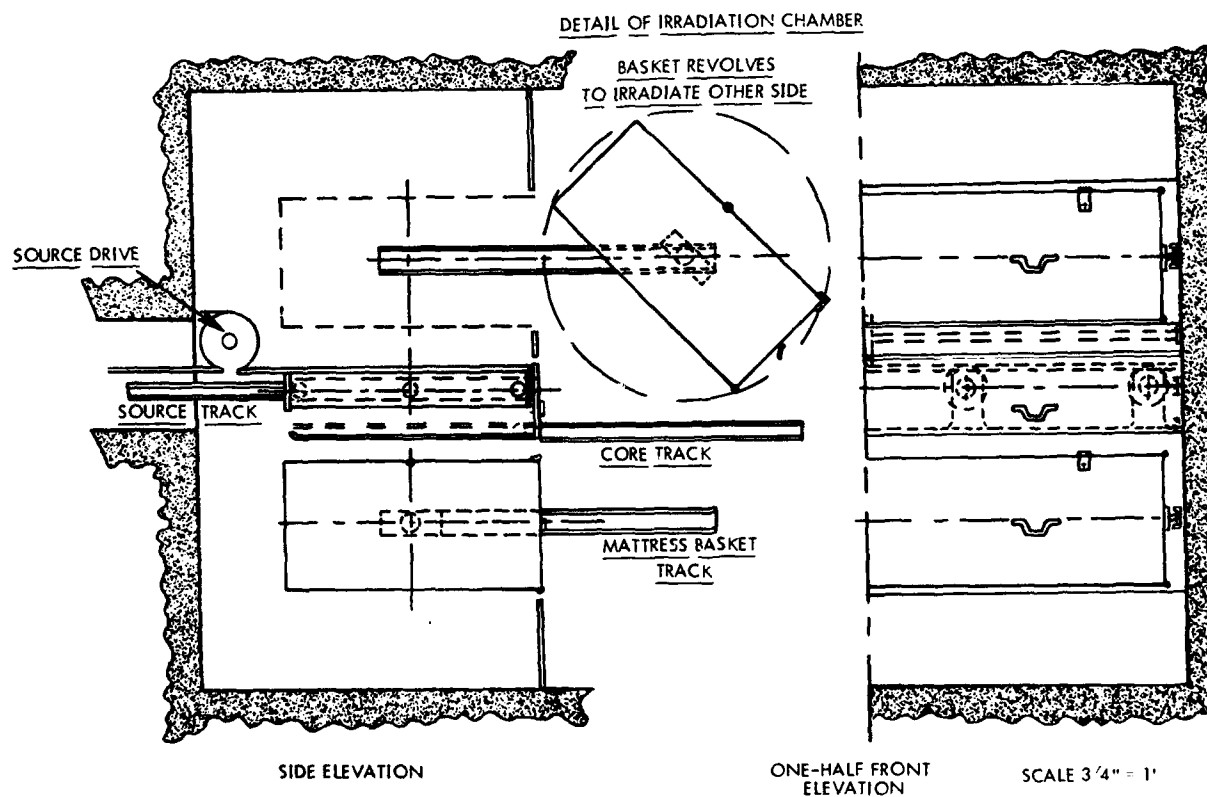 DETAIL OF IRRADIATION CHAMBER
BASKET REVOLVES
TO IRRADIATE OTHER SIDE
SOURCE DRIVE
SOURCE TRACK
CORE TRACK
MATTRESS BASKET
TRACK
SIDE ELEVATION
ONE-HALF FRONT
ELEVATION
SCALE 3/4" = 1'